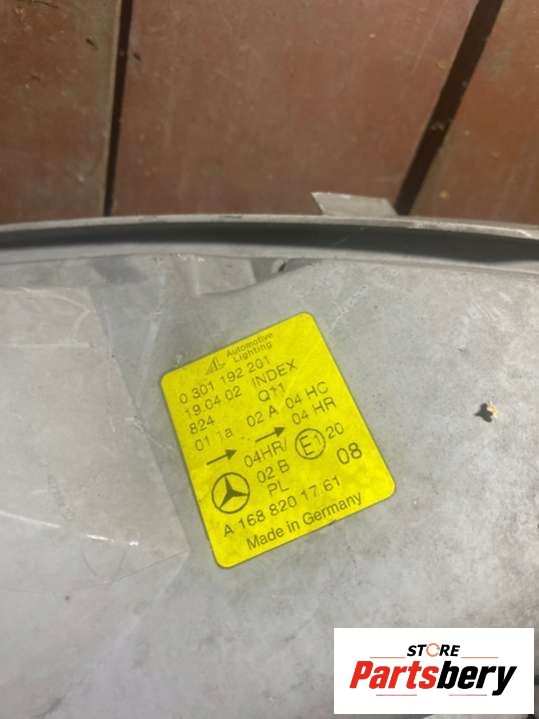 Automotive
Lighting
0 301 192 201
19.04.02 INDEX
824 Q11
01 1a 02 A 04 HC
04HR/ 04 HR
02 B E1 20
PL 08
A 168 820 17 61
Made in Germany
STORE
Partsbery